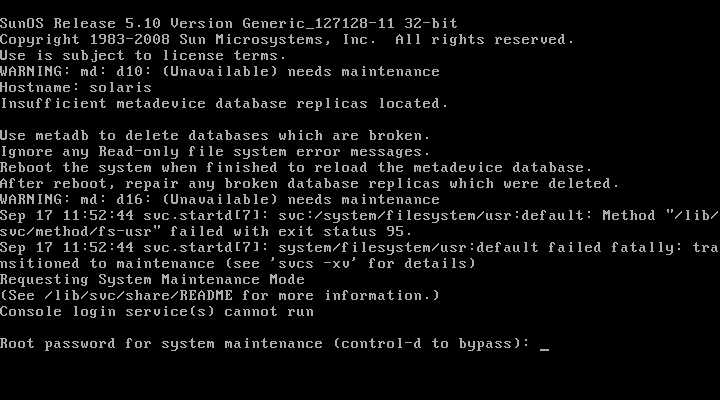 SunOS Release 5.10 Version Generic_127128-11 32-bit
Copyright 1983-2008 Sun Microsystems, Inc.  All rights reserved.
Use is subject to license terms.
WARNING: md: d10: (Unavailable) needs maintenance
Hostname: solaris
Insufficient metadevice database replicas located.

Use metadb to delete databases which are broken.
Ignore any Read-only file system error messages.
Reboot the system when finished to reload the metadevice database.
After reboot, repair any broken database replicas which were deleted.
WARNING: md: d16: (Unavailable) needs maintenance
Sep 17 11:52:44 svc.startd[7]: svc:/system/filesystem/usr:default: Method "/lib/
svc/method/fs-usr" failed with exit status 95.
Sep 17 11:52:44 svc.startd[7]: system/filesystem/usr:default failed fatally: tra
nsitioned to maintenance (see 'svcs -xv' for details)
Requesting System Maintenance Mode
(See /lib/svc/share/README for more information.)
Console login service(s) cannot run

Root password for system maintenance (control-d to bypass): _